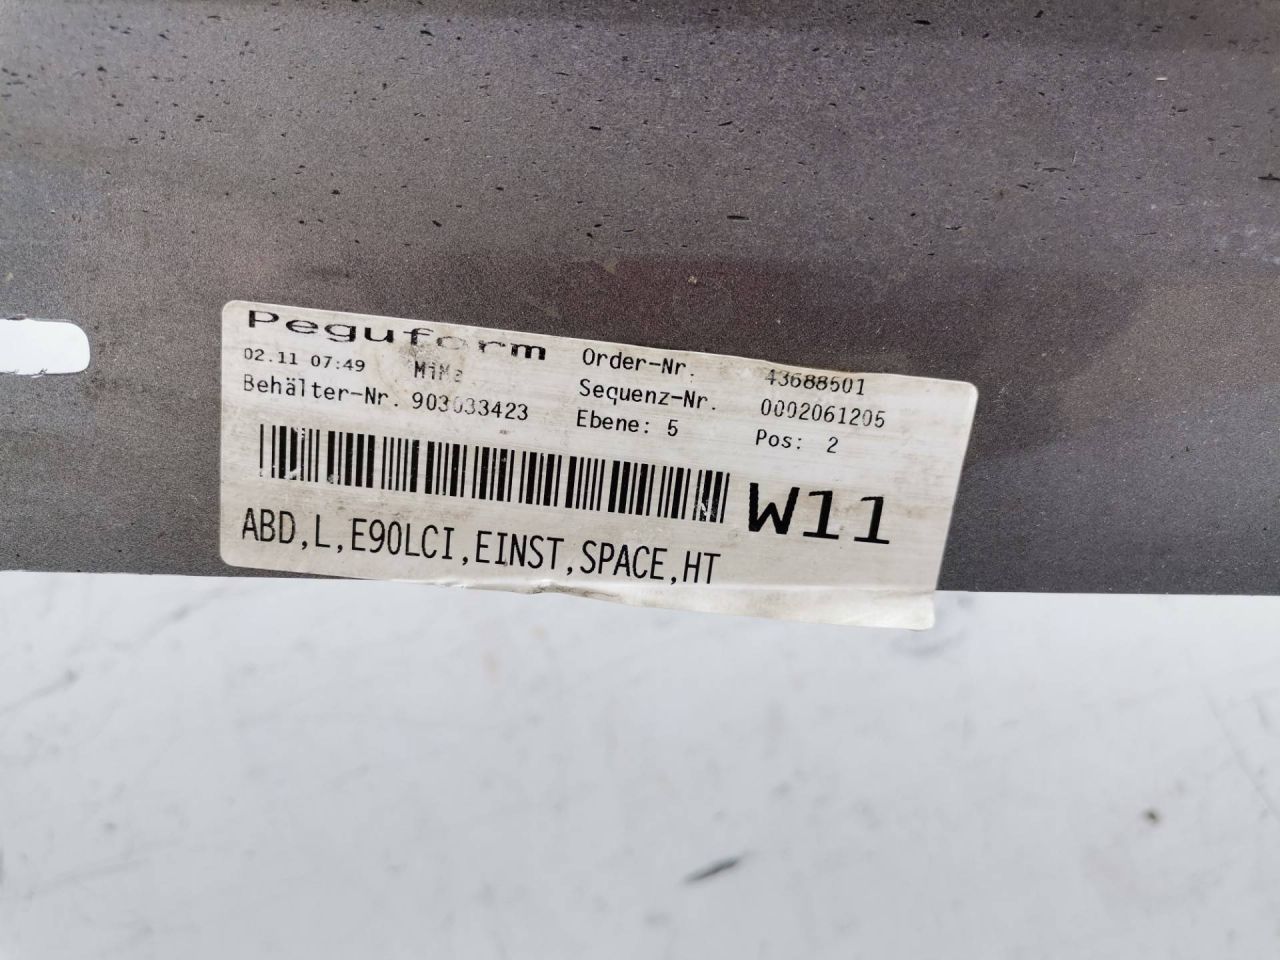 Peguform
02.11 07:49
Behälter-Nr. 903033423
Order-Nr. 43688501
Sequenz-Nr. 0002061205
Ebene: 5 Pos: 2
W11
ABD,L,E90LCI,EINST,SPACE,HT